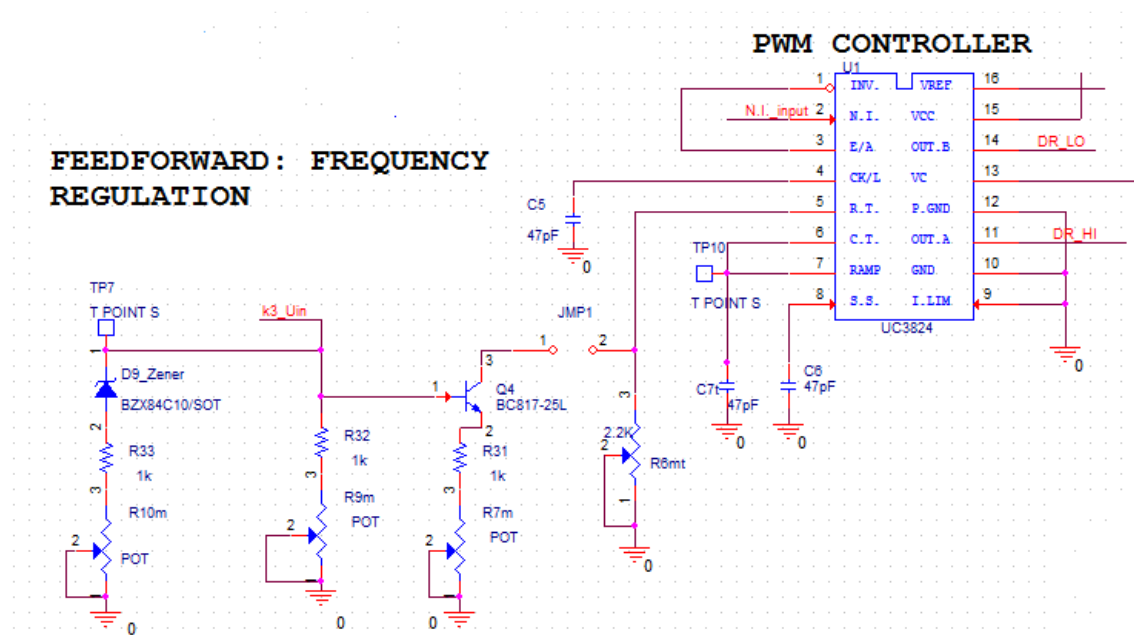 PWM CONTROLLER
U1
1 INV. VREF 16
N.I._input 2 N.I. VCC 15
3 E/A OUT.B 14 DR_LO
FEEDFORWARD: FREQUENCY
REGULATION
4 CK/L VC 13
C5
47pF
0
5 R.T. P.GND 12
6 C.T. OUT.A 11 DR_HI
TP10
7 RAMP GND 10
T POINT S
8 S.S. I.LIM 9
UC3824
0
TP7
T POINT S
k3_Uin
JMP1
1 2
1
D9_Zener
BZX84C10/SOT
2
3
1 Q4
BC817-25L
2
C7t
47pF
0
C6
47pF
0
R33
1k
R32
1k
R31
1k
3
2.2K
2
R6mt
1
0
3
R10m
2
POT
1
0
3
R9m
2 POT
1
0
3
R7m
2 POT
1
0